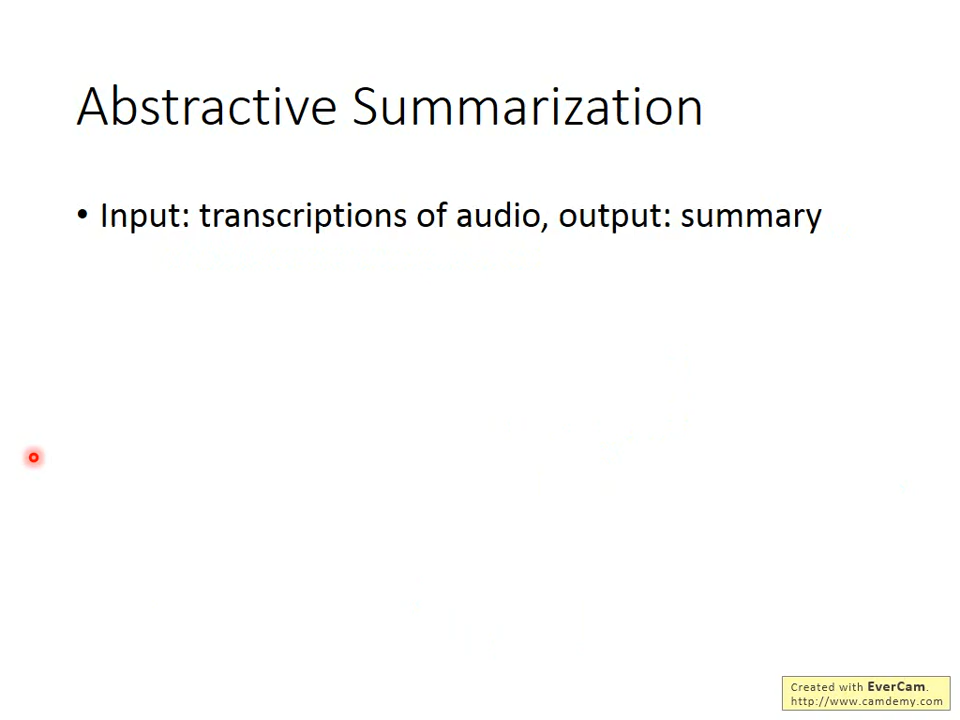 Abstractive Summarization
• Input: transcriptions of audio, output: summary
Created with EverCam.
http://www.camdemy.com